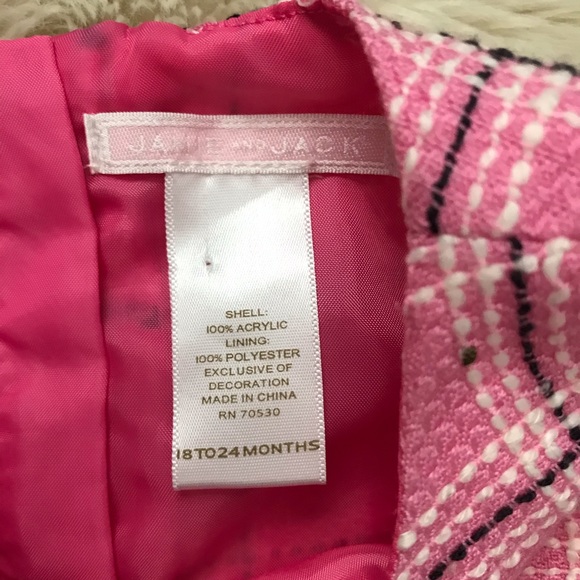 JANIE AND JACK
SHELL:
100% ACRYLIC
LINING:
100% POLYESTER
EXCLUSIVE OF
DECORATION
MADE IN CHINA
RN 70530
18 TO 24 MONTHS